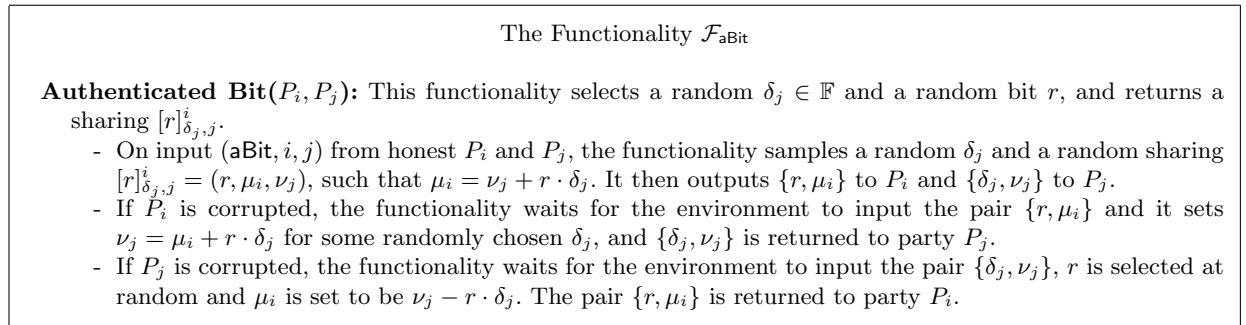 The Functionality $\mathcal{F}_{\mathsf{aBit}}$
**Authenticated Bit($P_i, P_j$):** This functionality selects a random $\delta_j \in \mathbb{F}$ and a random bit $r$, and returns a
sharing $[r]^i_{\delta_j,j}$.
- On input $(\mathsf{aBit}, i, j)$ from honest $P_i$ and $P_j$, the functionality samples a random $\delta_j$ and a random sharing
$[r]^i_{\delta_j,j} = (r, \mu_i, \nu_j)$, such that $\mu_i = \nu_j + r \cdot \delta_j$. It then outputs $\{r, \mu_i\}$ to $P_i$ and $\{\delta_j, \nu_j\}$ to $P_j$.
- If $P_i$ is corrupted, the functionality waits for the environment to input the pair $\{r, \mu_i\}$ and it sets
$\nu_j = \mu_i + r \cdot \delta_j$ for some randomly chosen $\delta_j$, and $\{\delta_j, \nu_j\}$ is returned to party $P_j$.
- If $P_j$ is corrupted, the functionality waits for the environment to input the pair $\{\delta_j, \nu_j\}$, $r$ is selected at
random and $\mu_i$ is set to be $\nu_j - r \cdot \delta_j$. The pair $\{r, \mu_i\}$ is returned to party $P_i$.